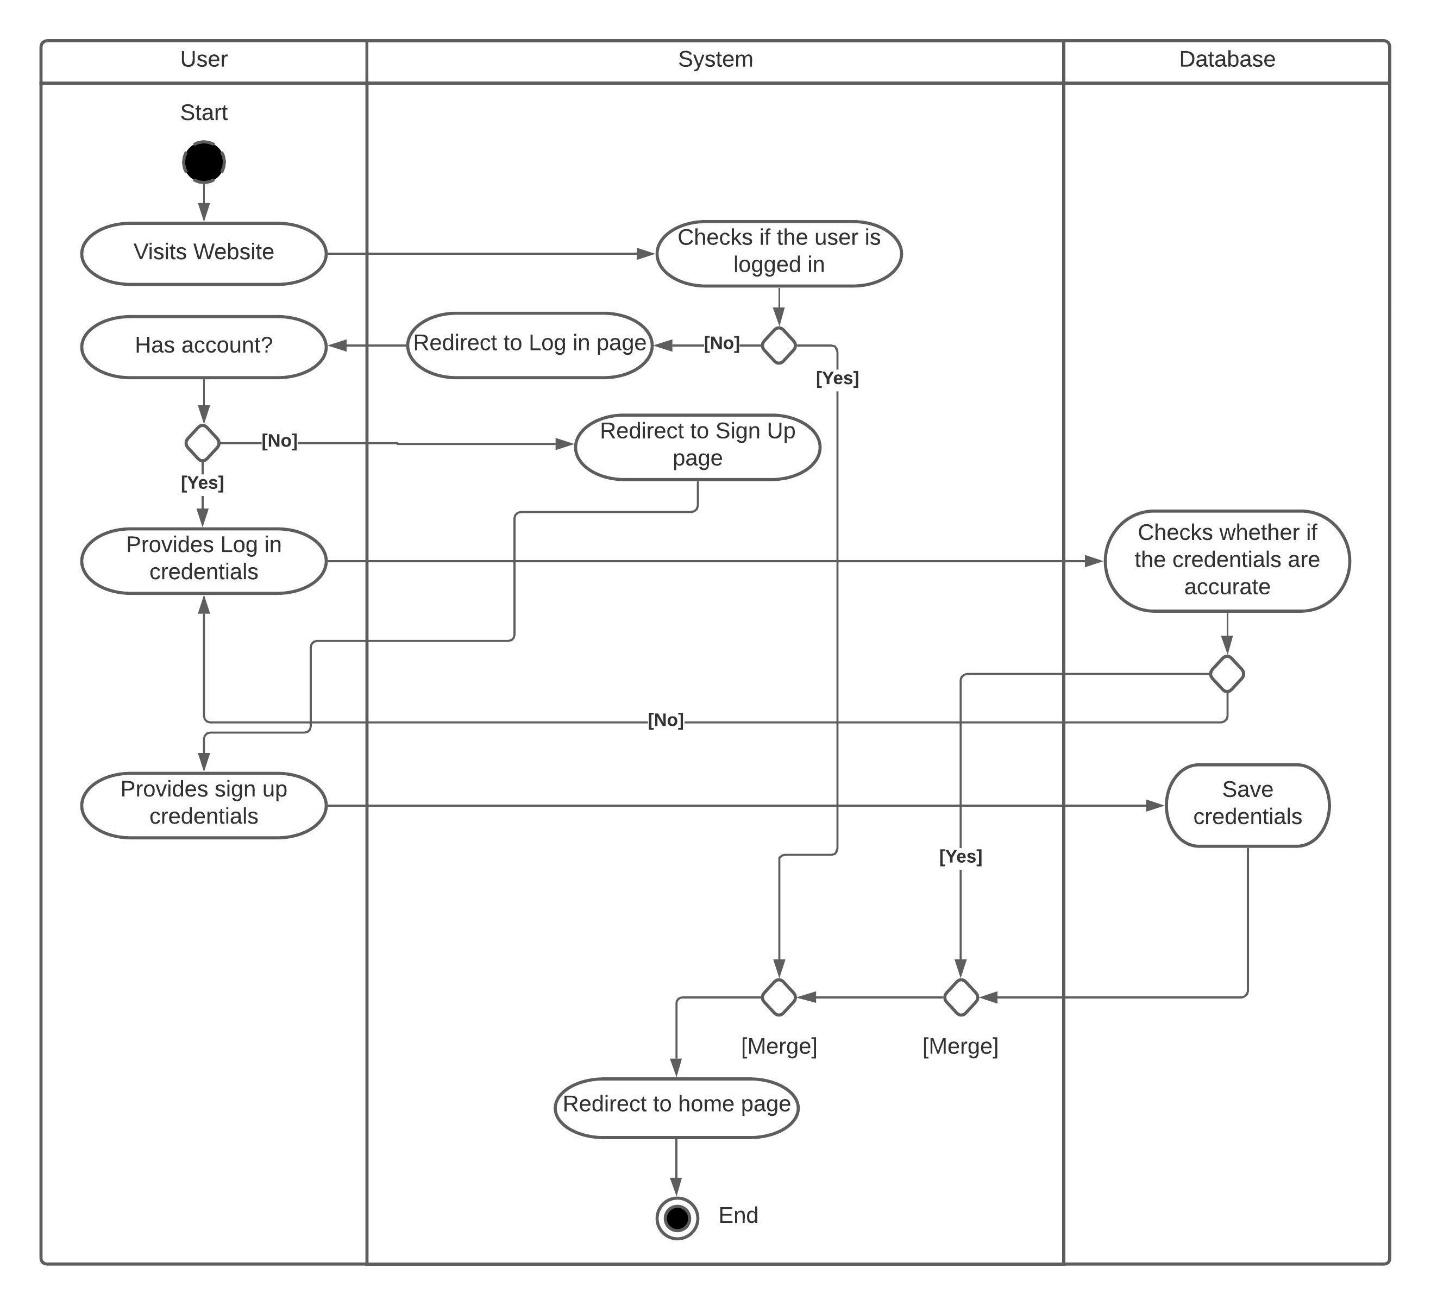 User
System
Database
Start
Visits Website
Checks if the user is
logged in
Has account?
Redirect to Log in page
[No]
[Yes]
[No]
Redirect to Sign Up
page
[Yes]
Provides Log in
credentials
Checks whether if
the credentials are
accurate
[No]
Provides sign up
credentials
Save
credentials
[Yes]
[Merge]
[Merge]
Redirect to home page
End